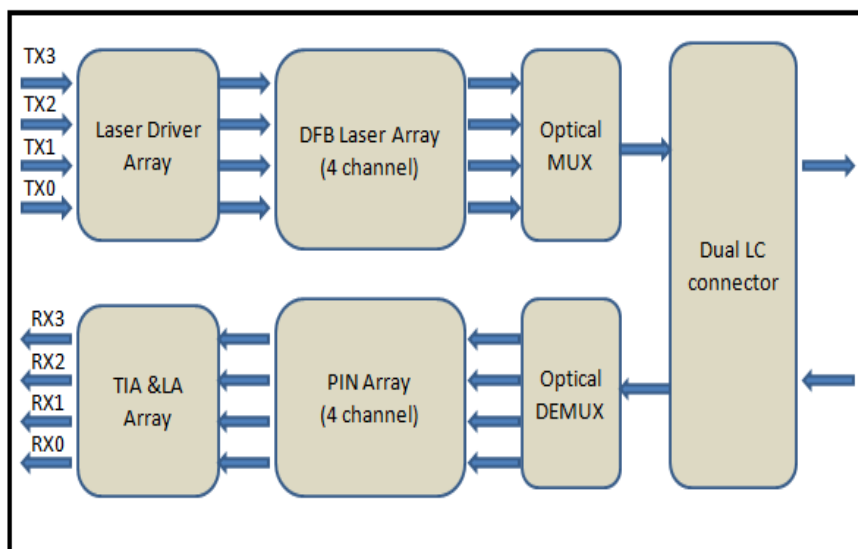 TX3
TX2
TX1
TX0
Laser Driver
Array
DFB Laser Array
(4 channel)
Optical
MUX
Dual LC
connector
RX3
RX2
RX1
RX0
TIA &LA
Array
PIN Array
(4 channel)
Optical
DEMUX